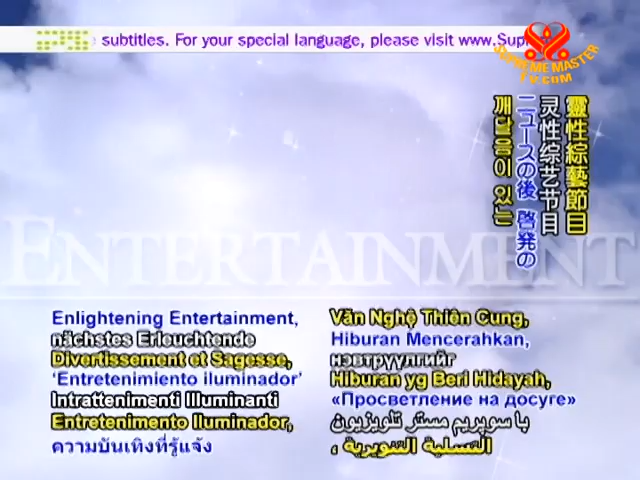 subtitles. For your special language, please visit www.Sup
SUPREME MASTER
TV.COM
靈性綜藝節目
灵性综艺节目
ニュースの後 啓発の
깨달음이 있는
ENTERTAINMENT
Enlightening Entertainment,
nächstes Erleuchtende
Divertissement et Sagesse,
‘Entretenimiento iluminador’
Intrattenimenti Illuminanti
Entretenimento Iluminador,
ความบันเทิงที่รู้แจ้ง
Văn Nghệ Thiên Cung,
Hiburan Mencerahkan,
нэвтрүүлгийг
Hiburan yg Beri Hidayah,
«Просветление на досуге»
با سوپریم مستر تلویزیون
التسلية التنويرية ،